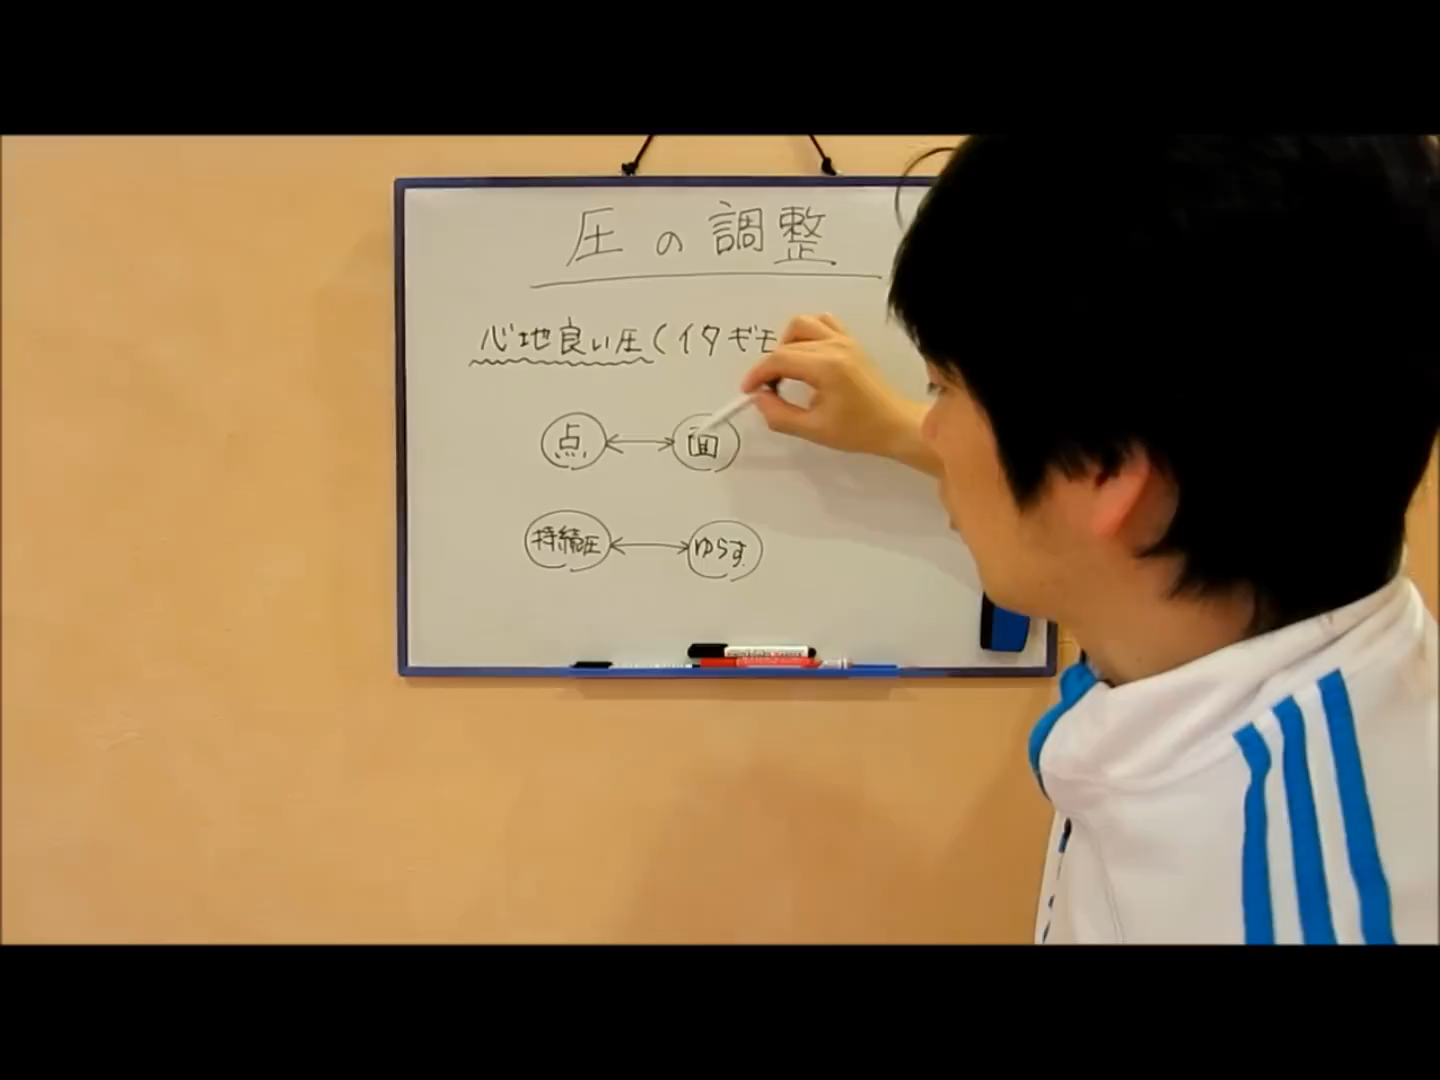 圧の調整
心地良い圧(イタギモ
点 面
持続圧 ゆらす